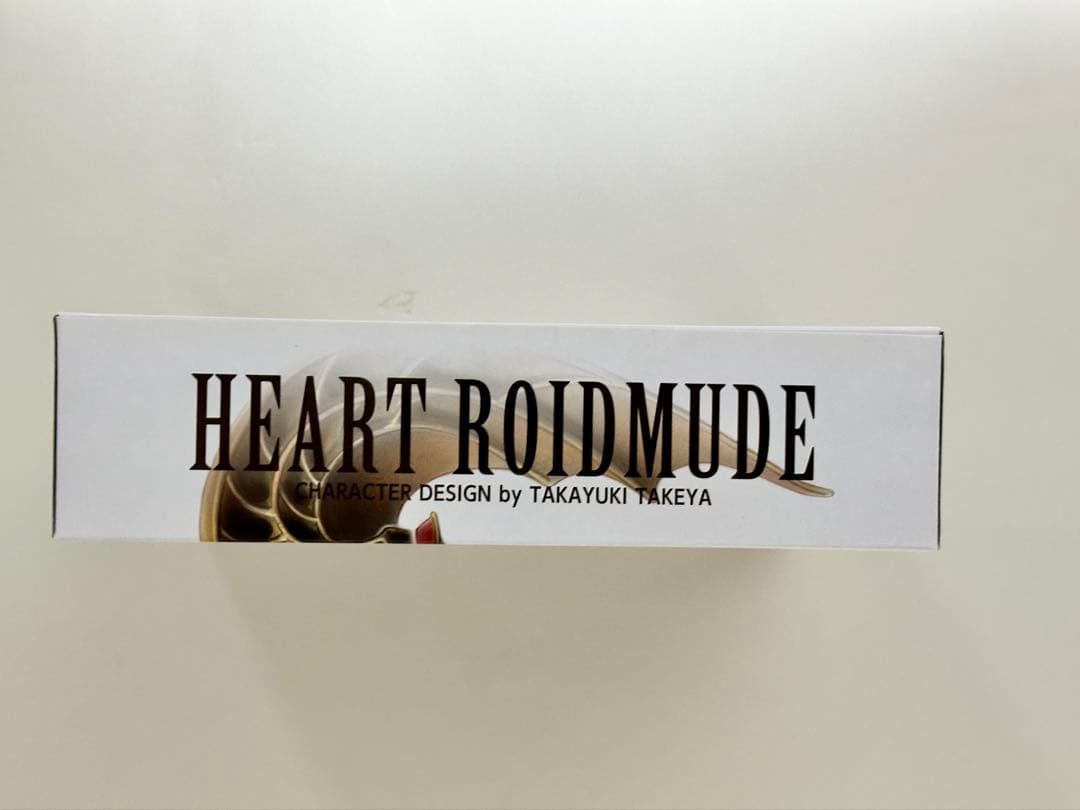 HEART ROIDMUDE
CHARACTER DESIGN by TAKAYUKI TAKEYA